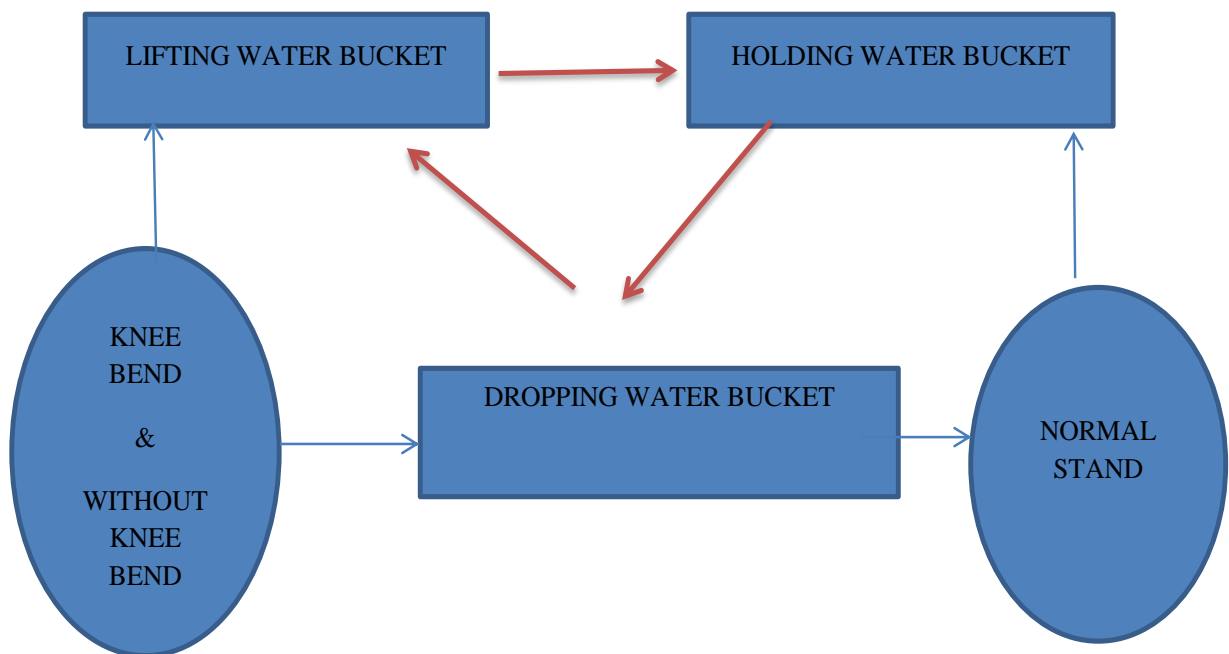 LIFTING WATER BUCKET
HOLDING WATER BUCKET
KNEE
BEND
&
WITHOUT
KNEE
BEND
DROPPING WATER BUCKET
NORMAL
STAND